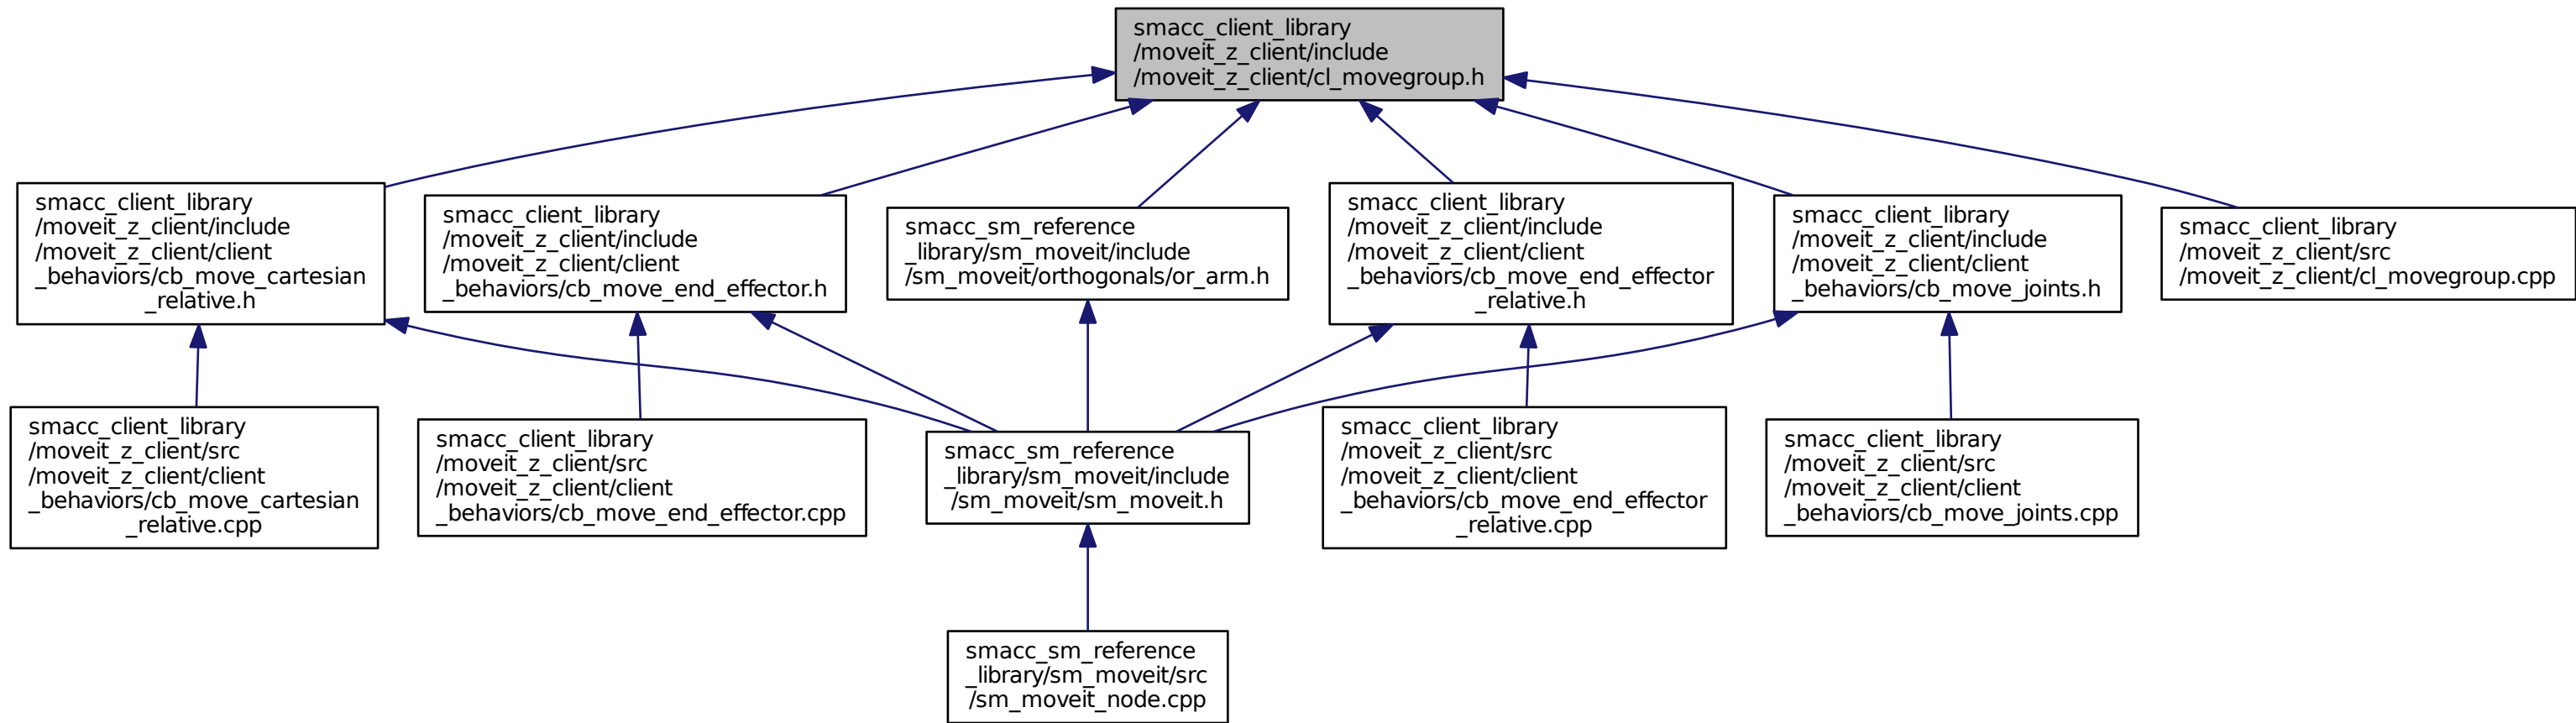 smacc_client_library
/moveit_z_client/include
/moveit_z_client/cl_movegroup.h
smacc_client_library
/moveit_z_client/include
/moveit_z_client/client
_behaviors/cb_move_cartesian
_relative.h
smacc_client_library
/moveit_z_client/include
/moveit_z_client/client
_behaviors/cb_move_end_effector.h
smacc_sm_reference
_library/sm_moveit/include
/sm_moveit/orthogonals/or_arm.h
smacc_client_library
/moveit_z_client/include
/moveit_z_client/client
_behaviors/cb_move_end_effector
_relative.h
smacc_client_library
/moveit_z_client/include
/moveit_z_client/client
_behaviors/cb_move_joints.h
smacc_client_library
/moveit_z_client/src
/moveit_z_client/cl_movegroup.cpp
smacc_client_library
/moveit_z_client/src
/moveit_z_client/client
_behaviors/cb_move_cartesian
_relative.cpp
smacc_client_library
/moveit_z_client/src
/moveit_z_client/client
_behaviors/cb_move_end_effector.cpp
smacc_sm_reference
_library/sm_moveit/include
/sm_moveit/sm_moveit.h
smacc_client_library
/moveit_z_client/src
/moveit_z_client/client
_behaviors/cb_move_end_effector
_relative.cpp
smacc_client_library
/moveit_z_client/src
/moveit_z_client/client
_behaviors/cb_move_joints.cpp
smacc_sm_reference
_library/sm_moveit/src
/sm_moveit_node.cpp